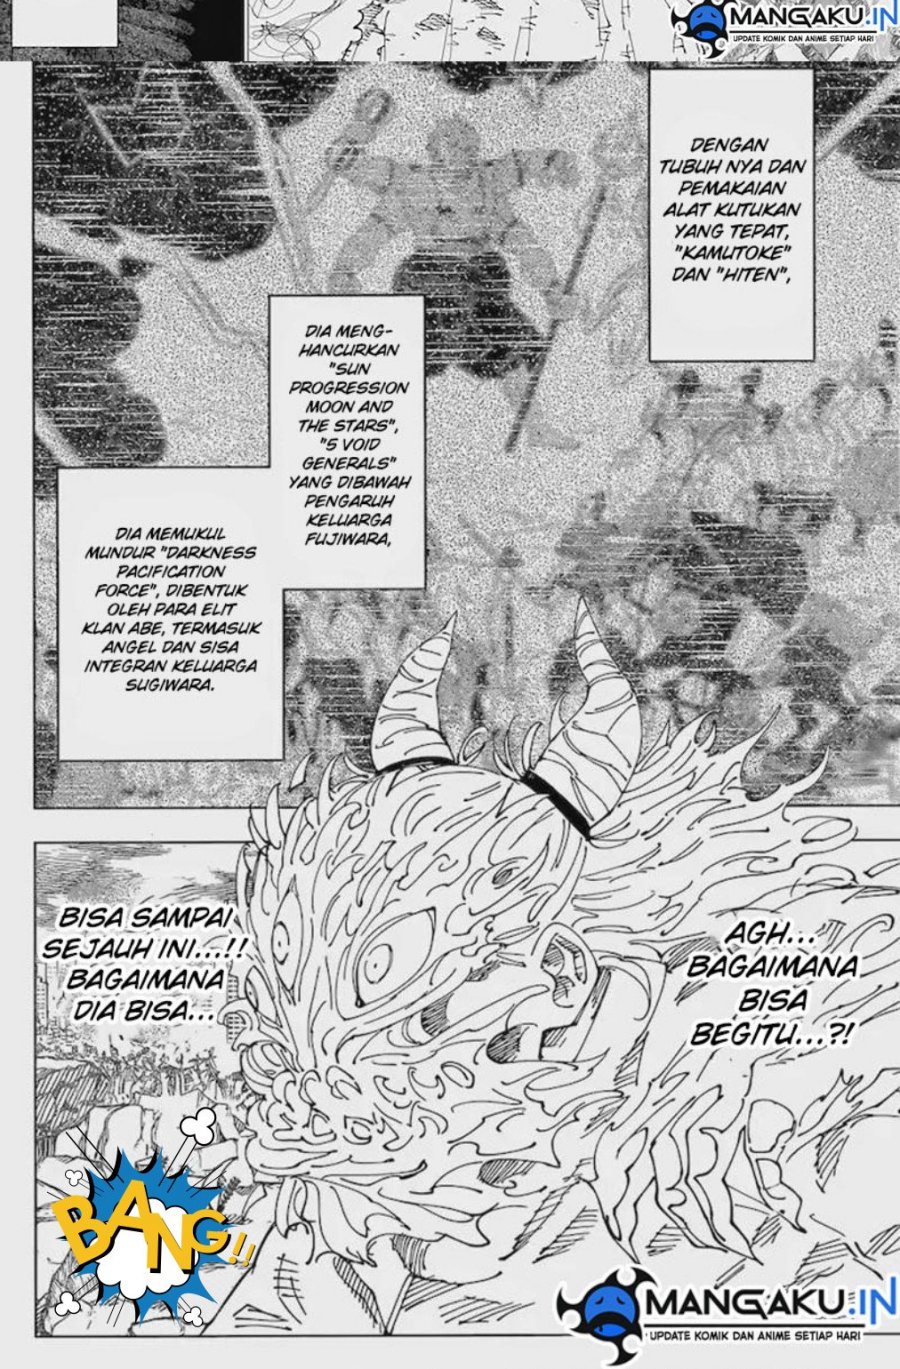 MANGAKU.IN
UPDATE KOMIK DAN ANIME SETIAP HARI
DENGAN
TUBUH NYA DAN
PEMAKAIAN
ALAT KUTUKAN
YANG TEPAT,
"KAMUTOKE"
DAN "HITEN",
DIA MENG-
HANCURKAN
"SUN
PROGRESSION
MOON AND
THE STARS",
"5 VOID
GENERALS"
YANG DIBAWAH
PENGARUH
KELUARGA
FUJIWARA,
DIA MEMUKUL
MUNDUR "DARKNESS
PACIFICATION
FORCE", DIBENTUK
OLEH PARA ELIT
KLAN ABE, TERMASUK
ANGEL DAN SISA
INTEGRAN KELUARGA
SUGIWARA.
BISA SAMPAI
SEJAUH INI...!!
BAGAIMANA
DIA BISA...
AGH...
BAGAIMANA
BISA
BEGITU...?!
BANG!!
MANGAKU.IN
UPDATE KOMIK DAN ANIME SETIAP HARI